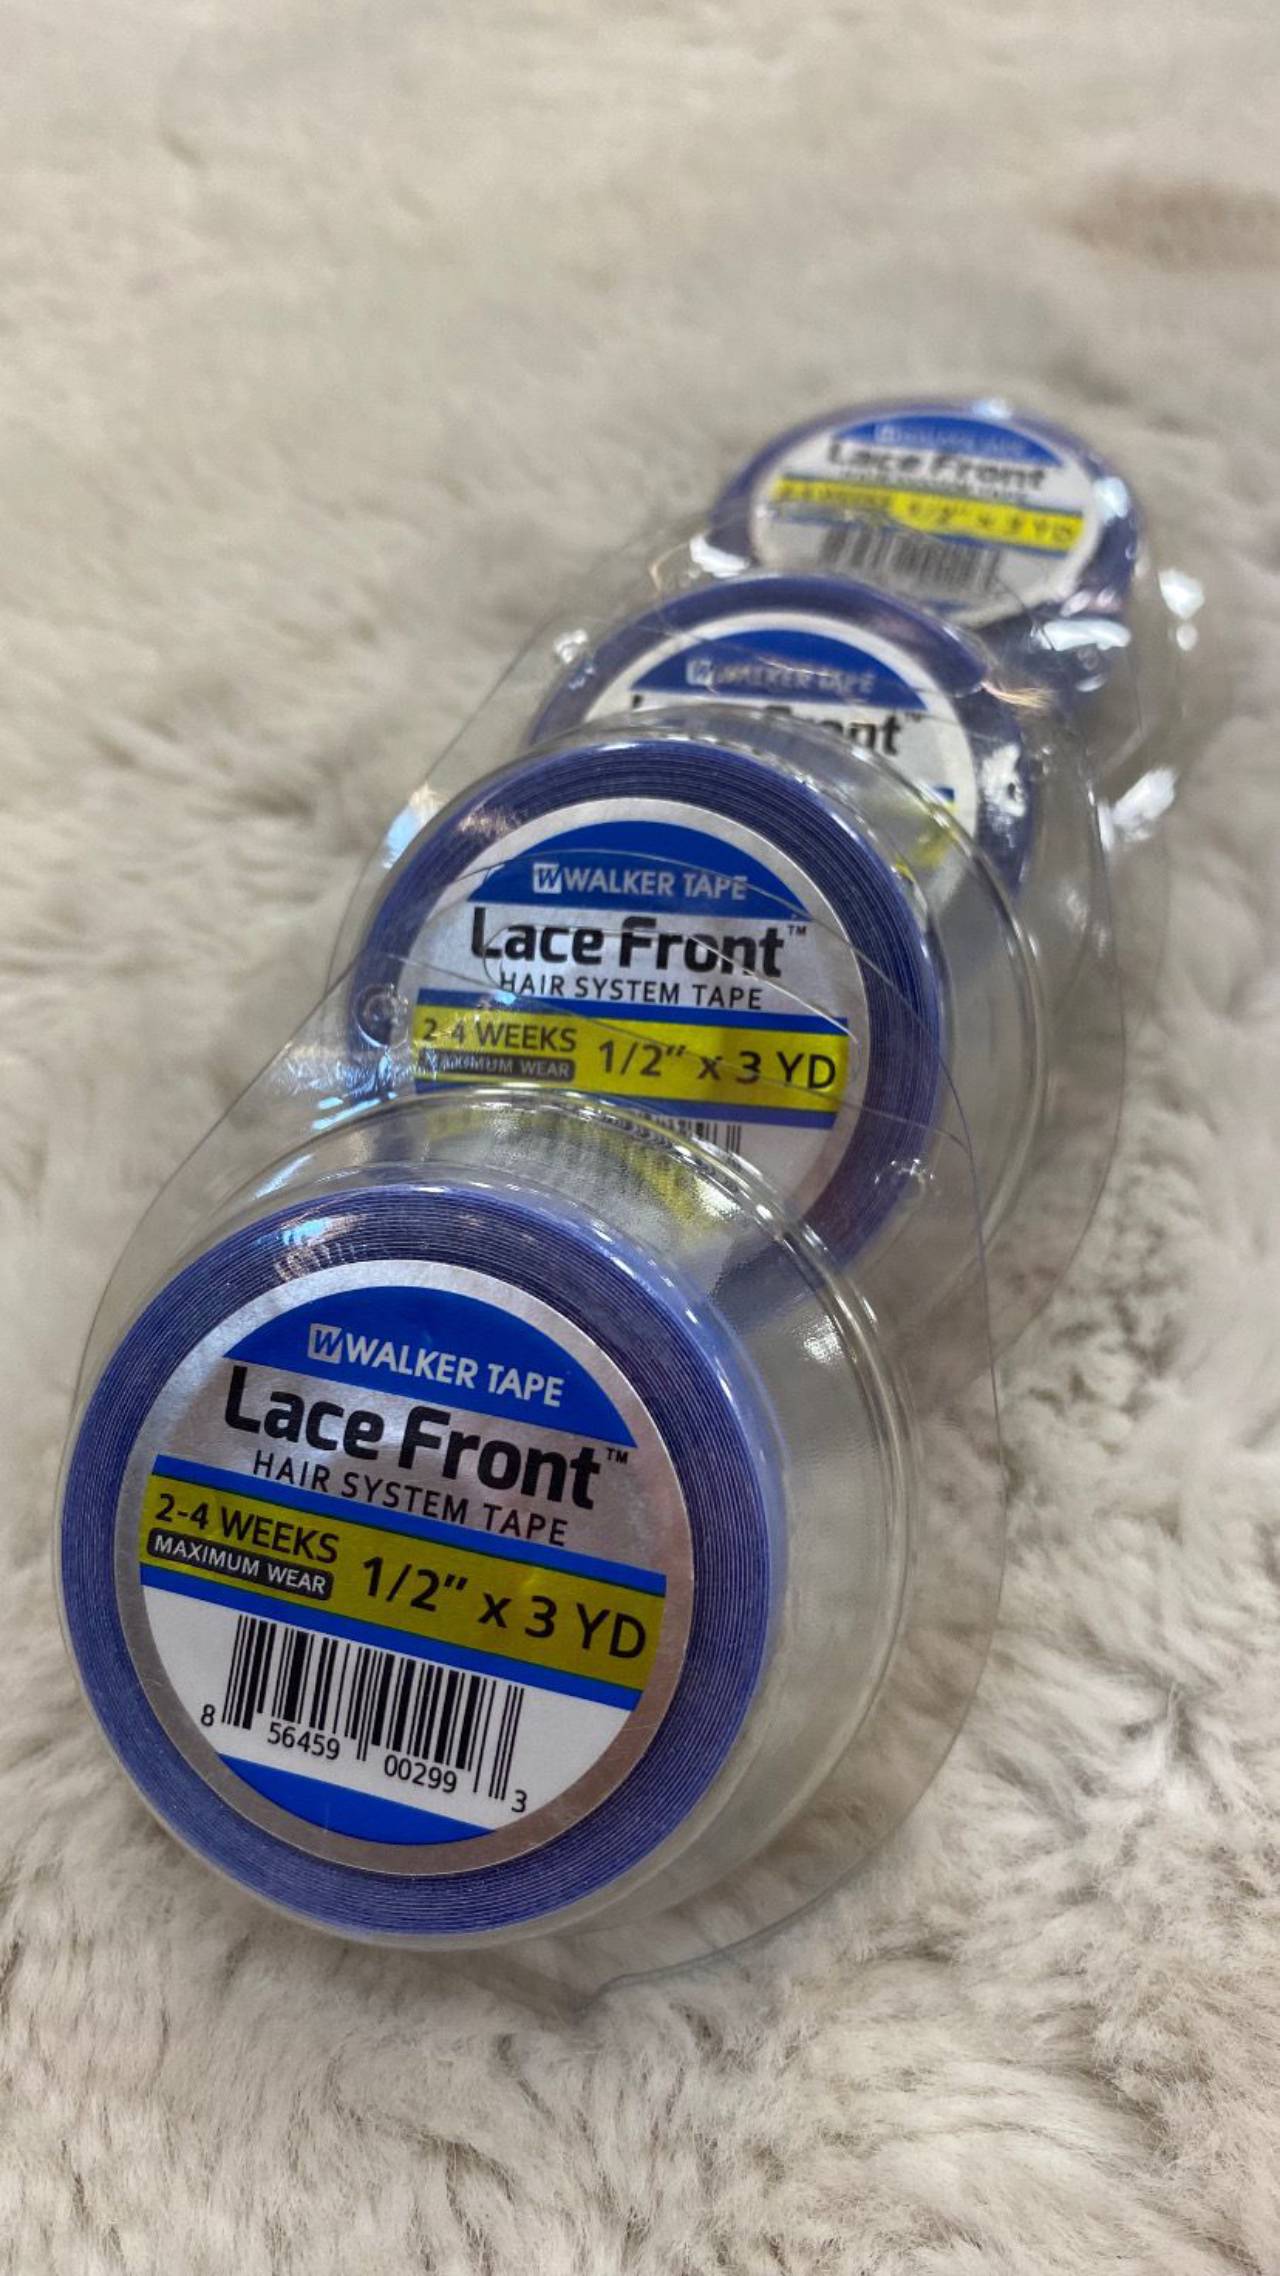 WALKER TAPE
Lace Front
1/2" x 3 YD
WALKER TAPE
WALKER TAPE
Lace Front™
HAIR SYSTEM TAPE
2-4 WEEKS
MAXIMUM WEAR
1/2" x 3 YD
W WALKER TAPE
Lace Front™
HAIR SYSTEM TAPE
2-4 WEEKS
MAXIMUM WEAR
1/2" x 3 YD
8 56459 00299 3